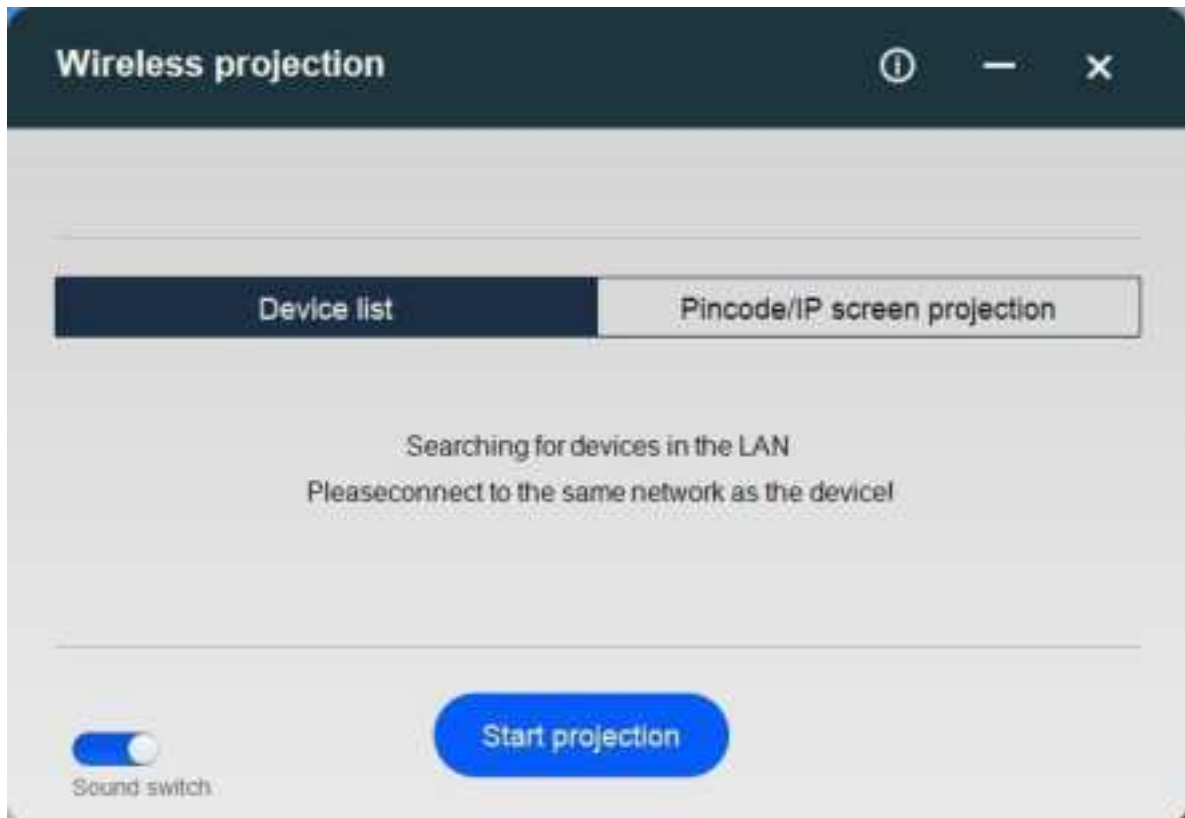 Wireless projection
Device list
Pincode/IP screen projection
Searching for devices in the LAN
Pleaseconnect to the same network as the device!
Start projection
Sound switch